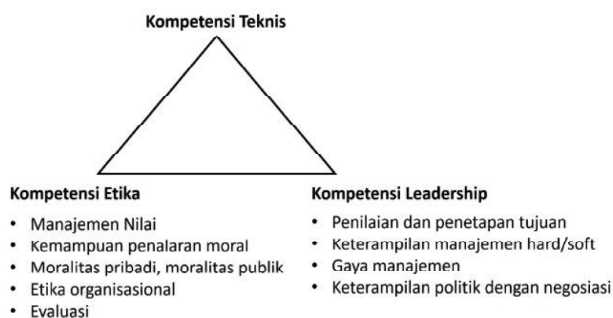 Kompetensi Teknis
Kompetensi Etika
• Manajemen Nilai
• Kemampuan penalaran moral
• Moralitas pribadi, moralitas publik
• Etika organisasional
• Evaluasi
Kompetensi Leadership
• Penilaian dan penetapan tujuan
• Keterampilan manajemen hard/soft
• Gaya manajemen
• Keterampilan politik dengan negosiasi